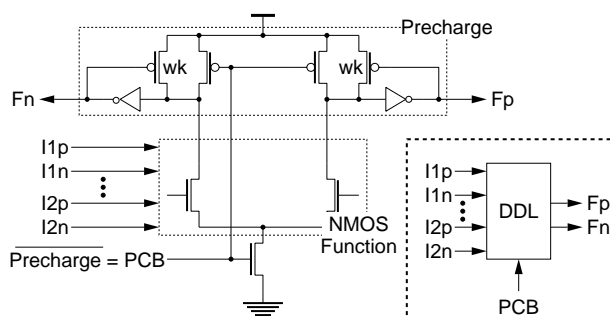 Precharge
wk
wk
Fn
Fp
I1p
I1n
I2p
I2n
NMOS
Function
Precharge = PCB
I1p
I1n
I2p
I2n
DDL
Fp
Fn
PCB